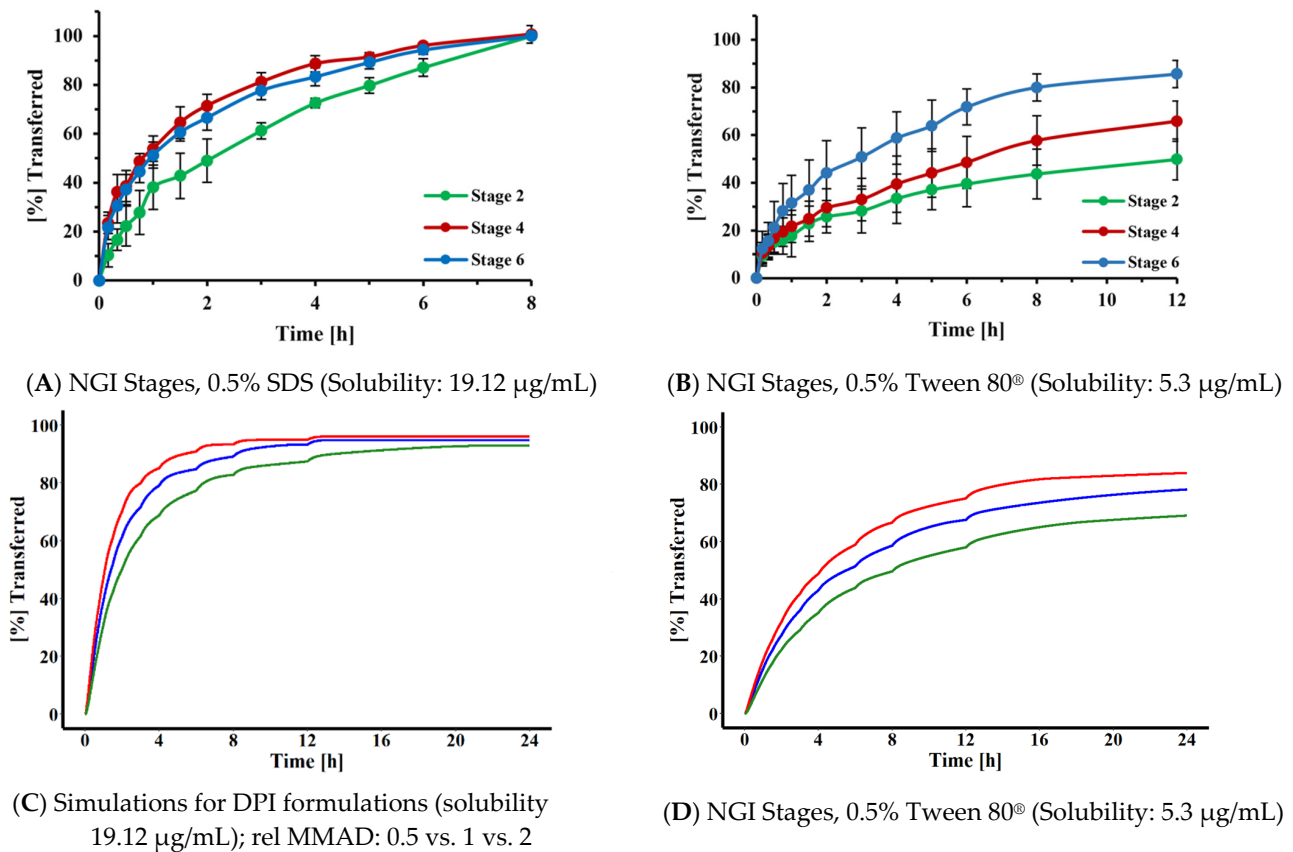 100
80
60
40
20
0
[%] Transferred
Stage 2
Stage 4
Stage 6
0 2 4 6 8
Time [h]
(A) NGI Stages, 0.5% SDS (Solubility: 19.12 µg/mL)
100
80
60
40
20
0
[%] Transferred
Stage 2
Stage 4
Stage 6
0 2 4 6 8 10 12
Time [h]
(B) NGI Stages, 0.5% Tween 80® (Solubility: 5.3 µg/mL)
100
80
60
40
20
0
[%] Transferred
0 4 8 12 16 20 24
Time [h]
(C) Simulations for DPI formulations (solubility
19.12 µg/mL); rel MMAD: 0.5 vs. 1 vs. 2
100
80
60
40
20
0
[%] Transferred
0 4 8 12 16 20 24
Time [h]
(D) NGI Stages, 0.5% Tween 80® (Solubility: 5.3 µg/mL)